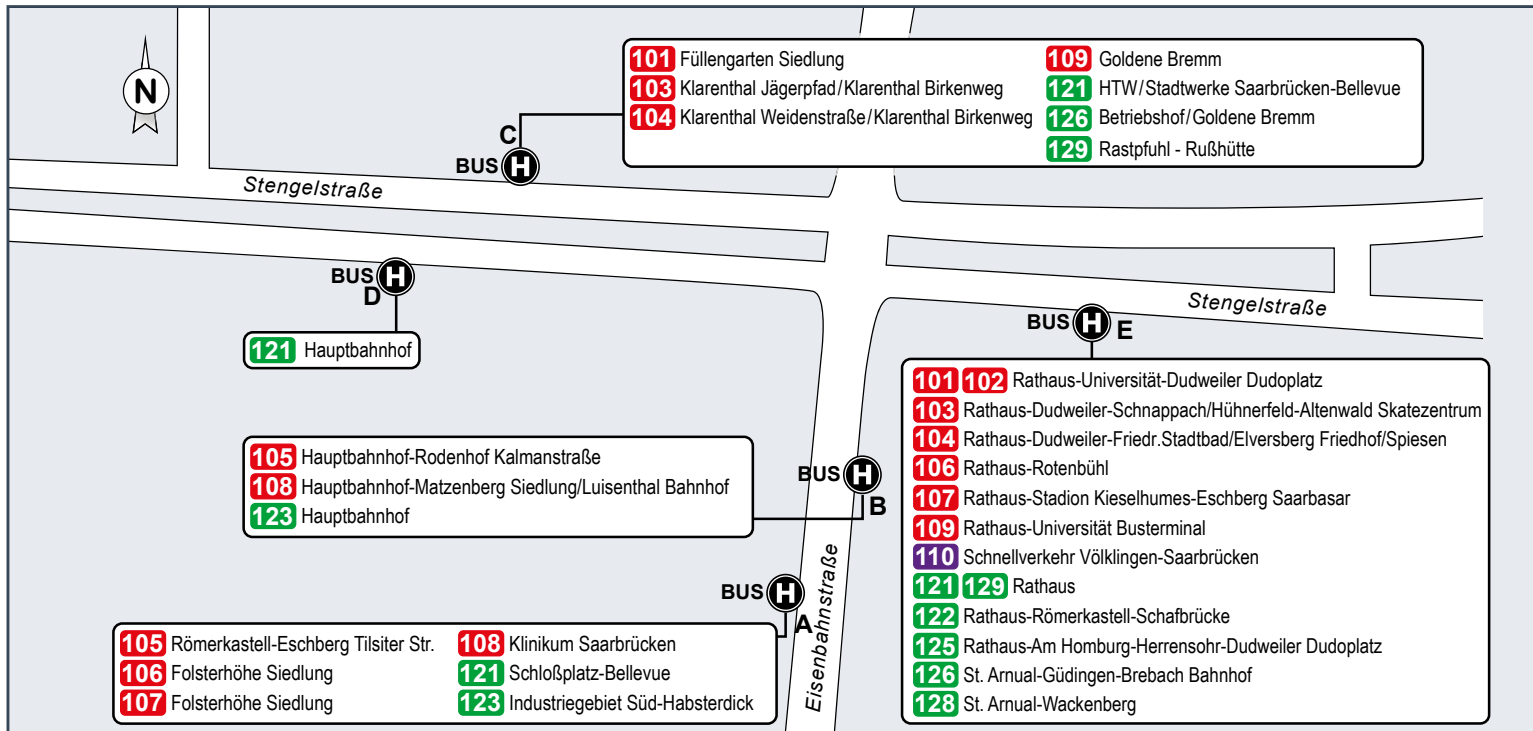 N
101 Füllengarten Siedlung
103 Klarenthal Jägerpfad/Klarenthal Birkenweg
104 Klarenthal Weidenstraße/Klarenthal Birkenweg
109 Goldene Bremm
121 HTW/Stadtwerke Saarbrücken-Bellevue
126 Betriebshof/Goldene Bremm
129 Rastpfuhl - Rußhütte
C
BUS H
Stengelstraße
BUS H
D
121 Hauptbahnhof
Stengelstraße
BUS H
E
101 102 Rathaus-Universität-Dudweiler Dudoplatz
103 Rathaus-Dudweiler-Schnappach/Hühnerfeld-Altenwald Skatezentrum
104 Rathaus-Dudweiler-Friedr.Stadtbad/Elversberg Friedhof/Spiesen
106 Rathaus-Rotenbühl
107 Rathaus-Stadion Kieselhumes-Eschberg Saarbasar
109 Rathaus-Universität Busterminal
110 Schnellverkehr Völklingen-Saarbrücken
121 129 Rathaus
122 Rathaus-Römerkastell-Schafbrücke
125 Rathaus-Am Homburg-Herrensohr-Dudweiler Dudoplatz
126 St. Arnual-Güdingen-Brebach Bahnhof
128 St. Arnual-Wackenberg
105 Hauptbahnhof-Rodenhof Kalmanstraße
108 Hauptbahnhof-Matzenberg Siedlung/Luisenthal Bahnhof
123 Hauptbahnhof
BUS H
B
Eisenbahnstraße
BUS H
A
105 Römerkastell-Eschberg Tilsiter Str.
106 Folsterhöhe Siedlung
107 Folsterhöhe Siedlung
108 Klinikum Saarbrücken
121 Schloßplatz-Bellevue
123 Industriegebiet Süd-Habsterdick